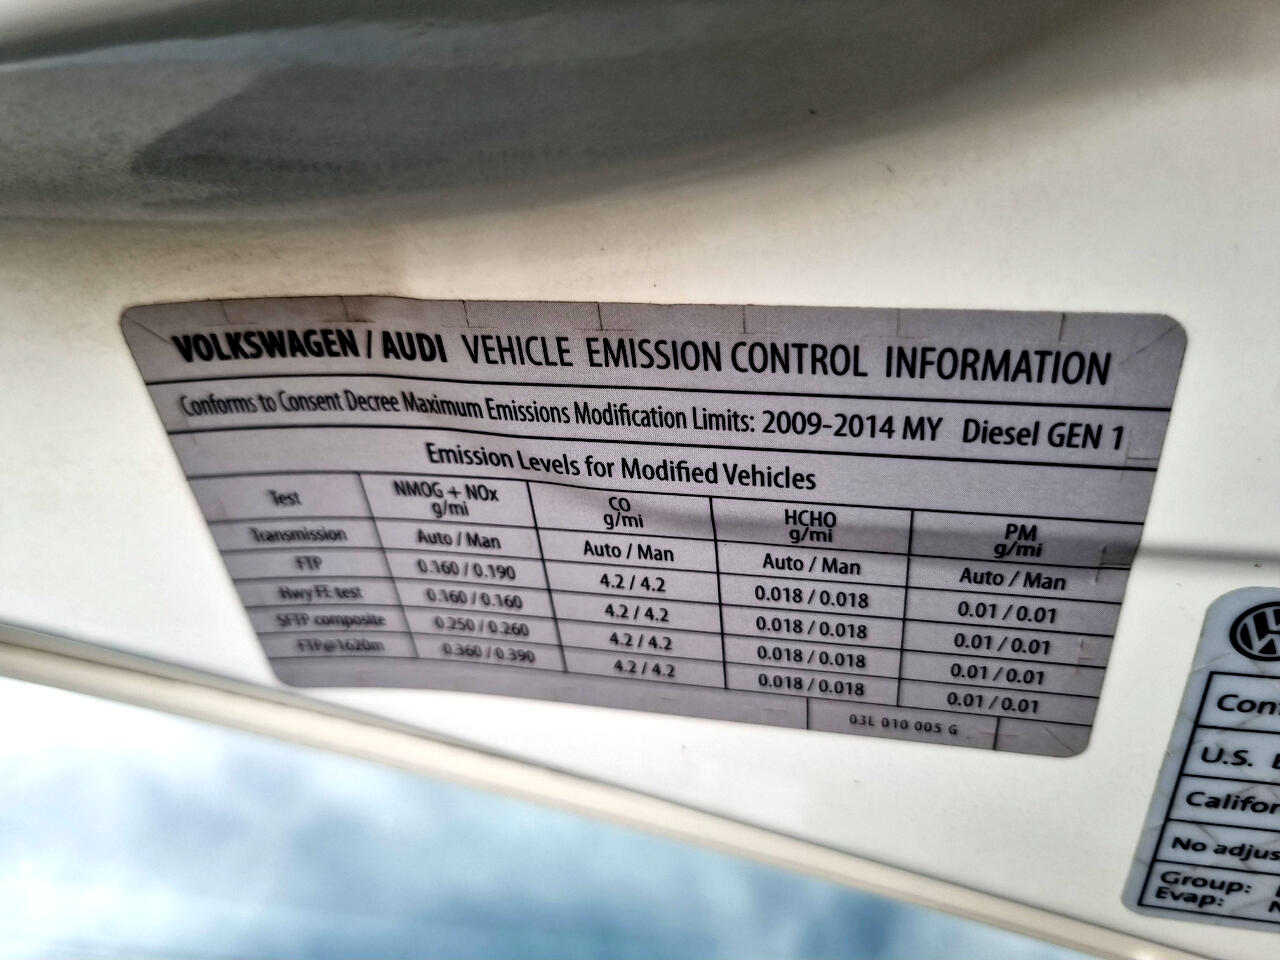 VOLKSWAGEN / AUDI VEHICLE EMISSION CONTROL INFORMATION
Conforms to Consent Decree Maximum Emissions Modification Limits: 2009-2014 MY Diesel GEN 1
Emission Levels for Modified Vehicles
Test NMOG + NOx g/mi CO g/mi HCHO g/mi PM g/mi
Transmission Auto / Man Auto / Man Auto / Man Auto / Man
FTP 0.160 / 0.190 4.2 / 4.2 0.018 / 0.018 0.01 / 0.01
Hwy FE test 0.160 / 0.160 4.2 / 4.2 0.018 / 0.018 0.01 / 0.01
SFTP composite 0.250 / 0.260 4.2 / 4.2 0.018 / 0.018 0.01 / 0.01
FTP@1620m 0.360 / 0.390 4.2 / 4.2 0.018 / 0.018 0.01 / 0.01
03L 010 005 G
Conf
U.S.
Califor
No adjus
Group:
Evap: